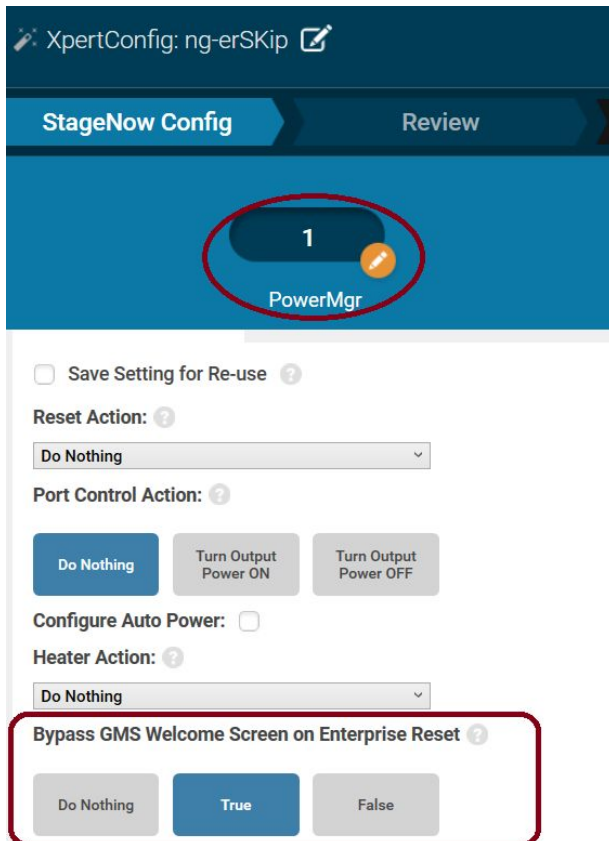 XpertConfig: ng-erSKip
StageNow Config
Review
1
PowerMgr
Save Setting for Re-use ?
Reset Action: ?
Do Nothing
Port Control Action: ?
Do Nothing
Turn Output
Power ON
Turn Output
Power OFF
Configure Auto Power:
Heater Action: ?
Do Nothing
Bypass GMS Welcome Screen on Enterprise Reset ?
Do Nothing
True
False